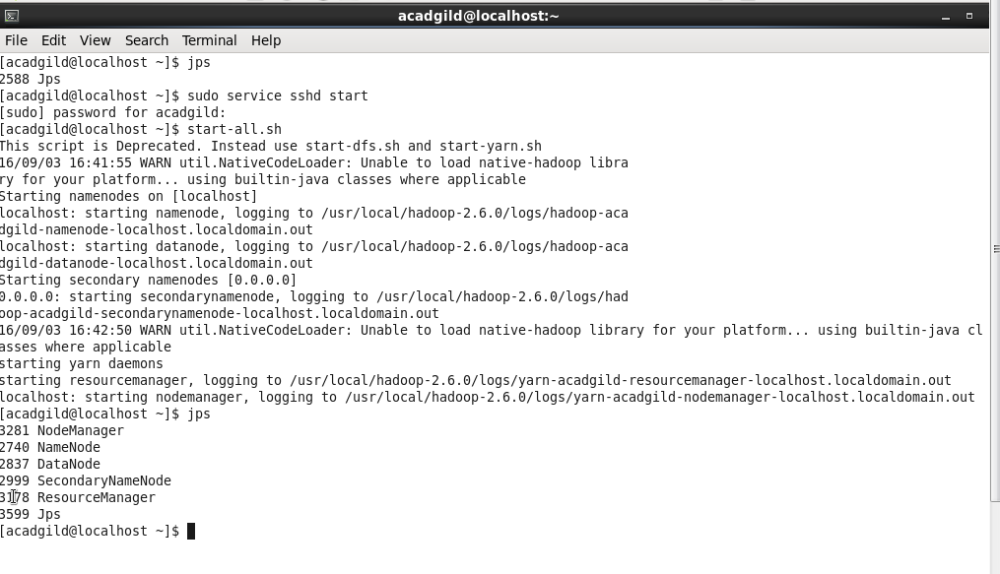 acadgild@localhost:~
File Edit View Search Terminal Help
[acadgild@localhost ~]$ jps
2588 Jps
[acadgild@localhost ~]$ sudo service sshd start
[sudo] password for acadgild:
[acadgild@localhost ~]$ start-all.sh
This script is Deprecated. Instead use start-dfs.sh and start-yarn.sh
16/09/03 16:41:55 WARN util.NativeCodeLoader: Unable to load native-hadoop libra
ry for your platform... using builtin-java classes where applicable
Starting namenodes on [localhost]
localhost: starting namenode, logging to /usr/local/hadoop-2.6.0/logs/hadoop-aca
dgild-namenode-localhost.localdomain.out
localhost: starting datanode, logging to /usr/local/hadoop-2.6.0/logs/hadoop-aca
dgild-datanode-localhost.localdomain.out
Starting secondary namenodes [0.0.0.0]
0.0.0.0: starting secondarynamenode, logging to /usr/local/hadoop-2.6.0/logs/had
oop-acadgild-secondarynamenode-localhost.localdomain.out
16/09/03 16:42:50 WARN util.NativeCodeLoader: Unable to load native-hadoop library for your platform... using builtin-java cl
asses where applicable
starting yarn daemons
starting resourcemanager, logging to /usr/local/hadoop-2.6.0/logs/yarn-acadgild-resourcemanager-localhost.localdomain.out
localhost: starting nodemanager, logging to /usr/local/hadoop-2.6.0/logs/yarn-acadgild-nodemanager-localhost.localdomain.out
[acadgild@localhost ~]$ jps
3281 NodeManager
2740 NameNode
2837 DataNode
2999 SecondaryNameNode
3178 ResourceManager
3599 Jps
[acadgild@localhost ~]$